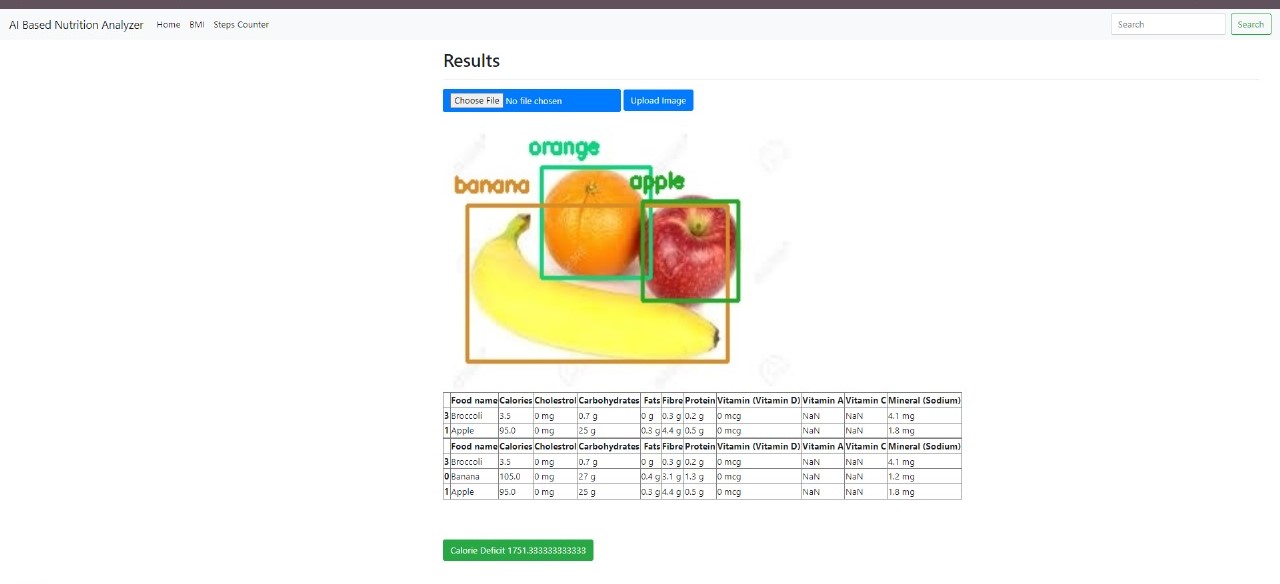 AI Based Nutrition Analyzer Home BMI Steps Counter Search Search
Results
Choose File No file chosen Upload Image
orange
banana
apple
Food name Calories Cholestrol Carbohydrates Fats Fibre Protein Vitamin (Vitamin D) Vitamin A Vitamin C Mineral (Sodium)
3 Broccoli 3.5 0 mg 0.7 g 0 g 0.3 g 0.2 g 0 mcg NaN NaN 4.1 mg
1 Apple 95.0 0 mg 25 g 0.3 g 4.4 g 0.5 g 0 mcg NaN NaN 1.8 mg
Food name Calories Cholestrol Carbohydrates Fats Fibre Protein Vitamin (Vitamin D) Vitamin A Vitamin C Mineral (Sodium)
3 Broccoli 3.5 0 mg 0.7 g 0 g 0.3 g 0.2 g 0 mcg NaN NaN 4.1 mg
0 Banana 105.0 0 mg 27 g 0.4 g 3.1 g 1.3 g 0 mcg NaN NaN 1.2 mg
1 Apple 95.0 0 mg 25 g 0.3 g 4.4 g 0.5 g 0 mcg NaN NaN 1.8 mg
Calorie Deficit 1751.333333333333